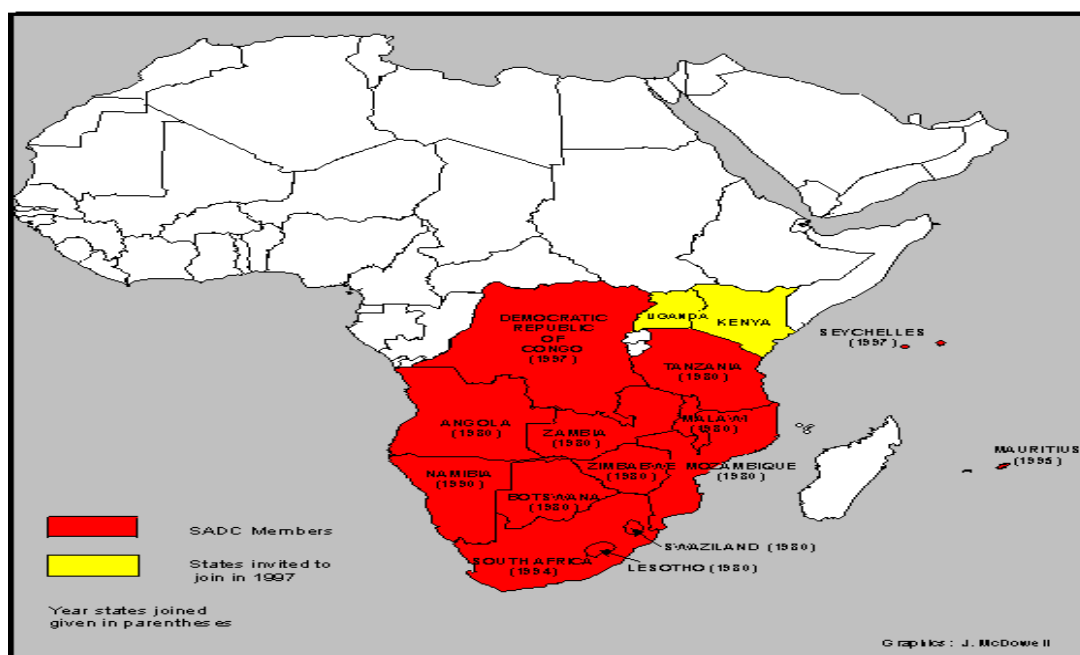 DEMOCRATIC
REPUBLIC
OF
CONGO
(1997)
UGANDA
KENYA
SEYCHELLES
(1997)
TANZANIA
(1980)
ANGOLA
(1980)
ZAMBIA
(1980)
MALAWI
(1980)
NAMIBIA
(1990)
ZIMBABWE
(1980)
MOZAMBIQUE
(1980)
MAURITIUS
(1995)
BOTSWANA
(1980)
SWAZILAND (1980)
SOUTH AFRICA
(1994)
LESOTHO (1980)
SADC Members
States invited to
join in 1997
Year states joined
given in parentheses
Graphics: J. McDowell